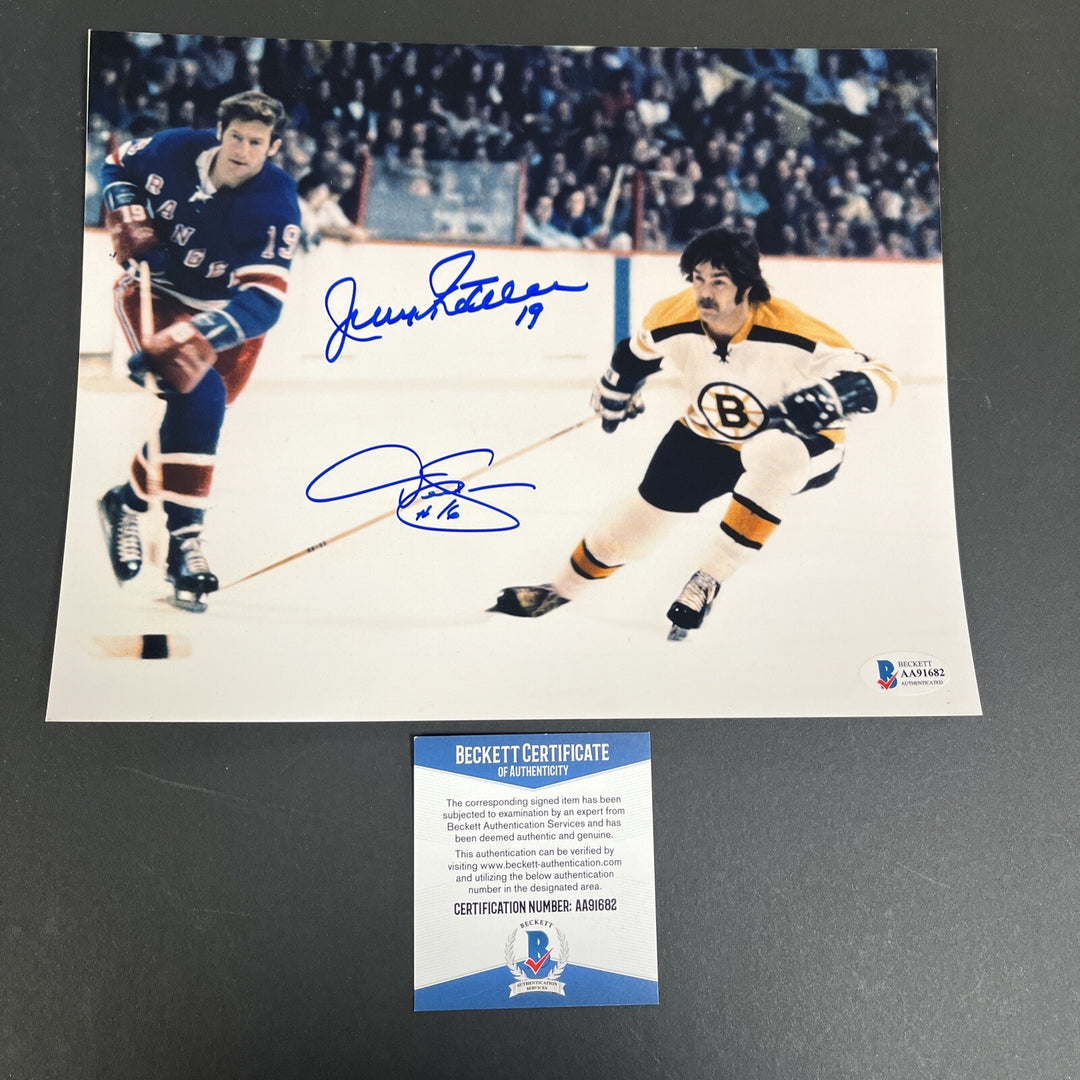 RANGE
19
19
19
#16
B
BECKETT
AA91682
AUTHENTICATED
BECKETT CERTIFICATE
OF AUTHENTICITY
The corresponding signed item has been
subjected to examination by an expert from
Beckett Authentication Services and has
been deemed authentic and genuine.
This authentication can be verified by
visiting www.beckett-authentication.com
and utilizing the below authentication
number in the designated area.
CERTIFICATION NUMBER: AA91682
BECKETT
B
AUTHENTICATION
SERVICES